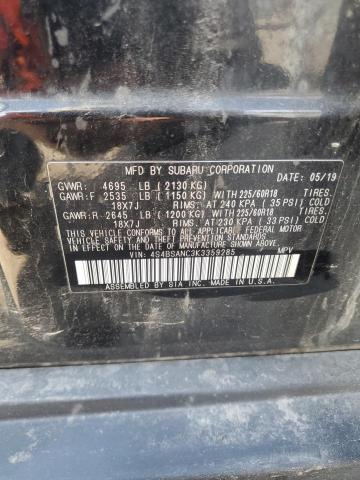 MFD BY SUBARU CORPORATION
GVWR: 4695 LB (2130 KG) DATE: 05/19
GAWR:F 2535 LB (1150 KG) WITH 225/60R18 TIRES,
18X7J RIMS:AT 240 KPA (35 PSI) COLD
GAWR:R 2645 LB (1200 KG) WITH 225/60R18 TIRES,
18X7J RIMS:AT 230 KPA (33 PSI) COLD
THIS VEHICLE CONFORMS TO ALL APPLICABLE FEDERAL MOTOR
VEHICLE SAFETY STANDARDS
IN EFFECT ON THE DATE OF MANUFACTURE SHOWN ABOVE.
VIN: 4S4BSANC3K3359285 MPV
ASSEMBLED BY SIA INC. MADE IN U.S.A.